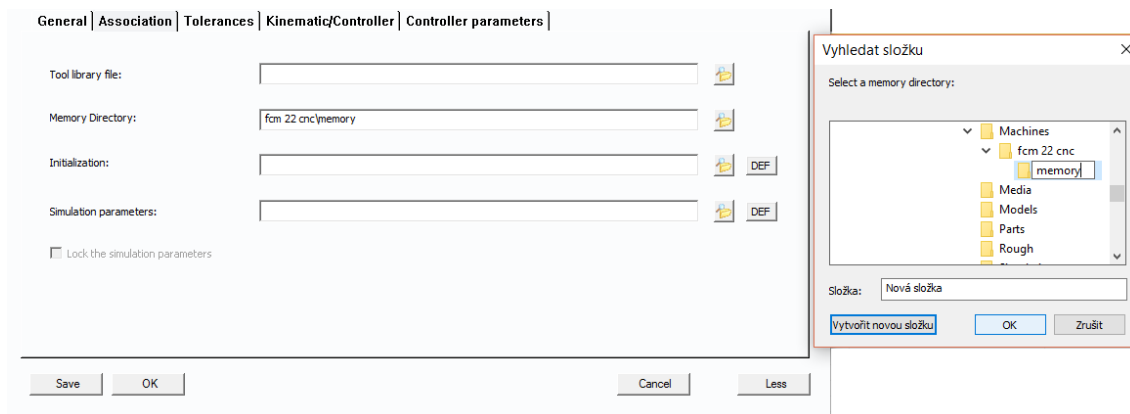 General Association Tolerances Kinematic/Controller Controller parameters
Tool library file:
Memory Directory:
fcm 22 cnc\memory
Initialization:
DEF
Simulation parameters:
DEF
Lock the simulation parameters
Save
OK
Cancel
Less
Vyhledat složku
Select a memory directory:
Machines
fcm 22 cnc
memory
Media
Models
Parts
Rough
Složka:
Nová složka
Vytvořit novou složku
OK
Zrušit